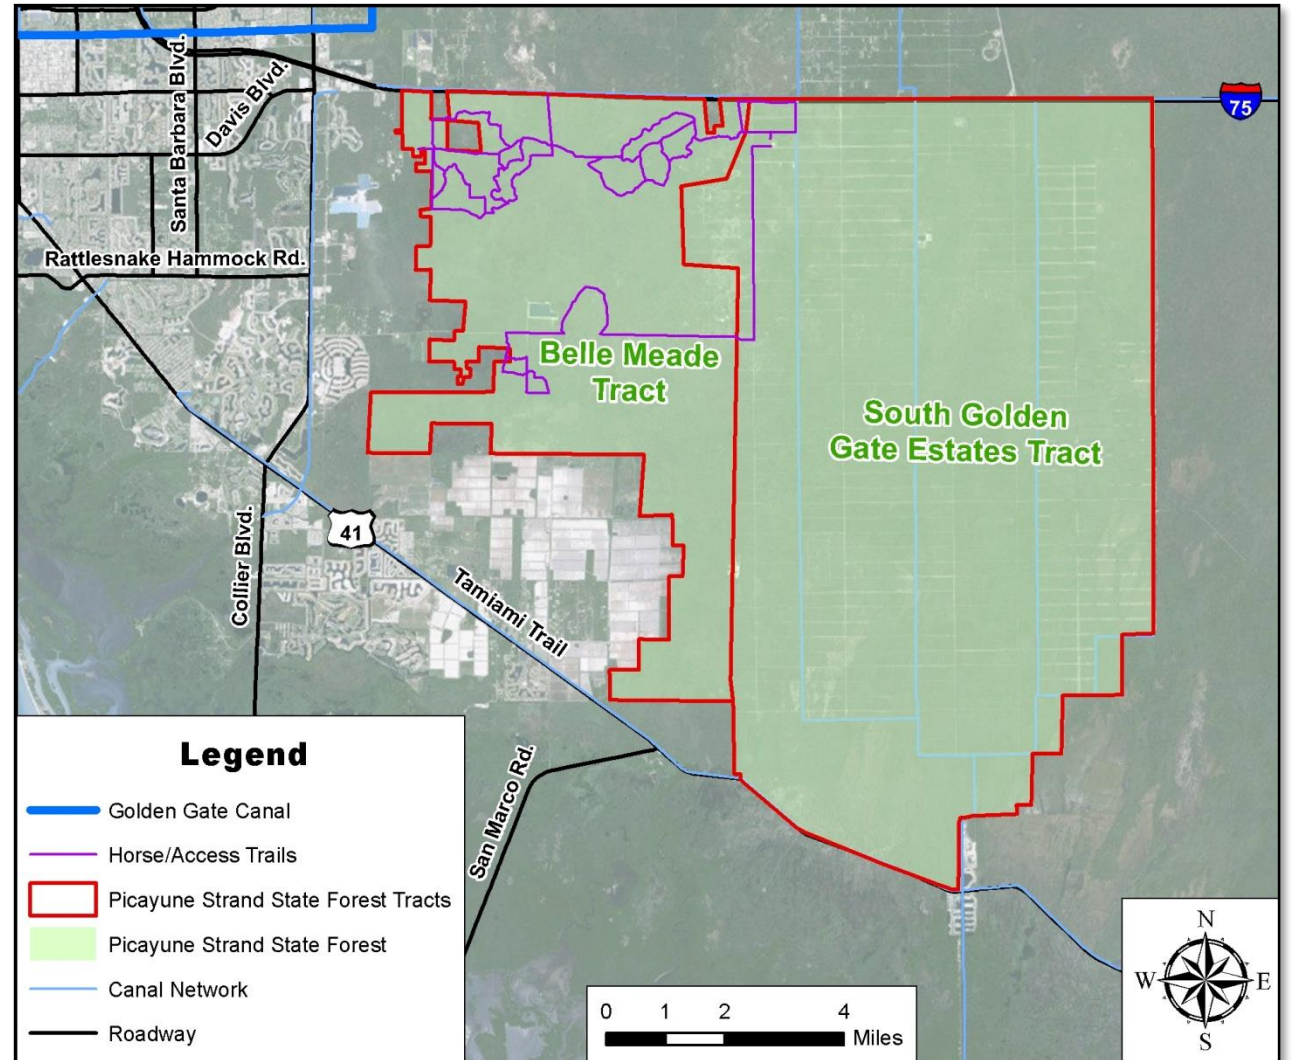 Santa Barbara Blvd.
Davis Blvd.
75
Rattlesnake Hammock Rd.
Belle Meade
Tract
South Golden
Gate Estates Tract
41
Collier Blvd.
Tamiami Trail
San Marco Rd.
Legend
Golden Gate Canal
Horse/Access Trails
Picayune Strand State Forest Tracts
Picayune Strand State Forest
Canal Network
Roadway
0 1 2 4
Miles
N
W E
S